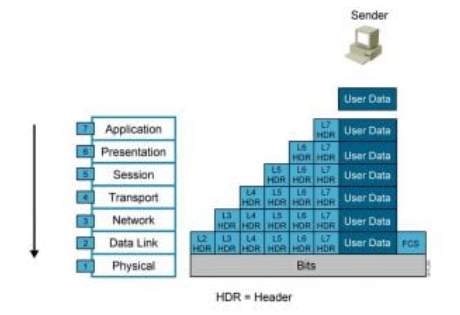 Sender
User Data
7 Application L7 HDR User Data
6 Presentation L6 HDR L7 HDR User Data
5 Session L5 HDR L6 HDR L7 HDR User Data
4 Transport L4 HDR L5 HDR L6 HDR L7 HDR User Data
3 Network L3 HDR L4 HDR L5 HDR L6 HDR L7 HDR User Data
2 Data Link L2 HDR L3 HDR L4 HDR L5 HDR L6 HDR L7 HDR User Data FCS
1 Physical Bits
HDR = Header